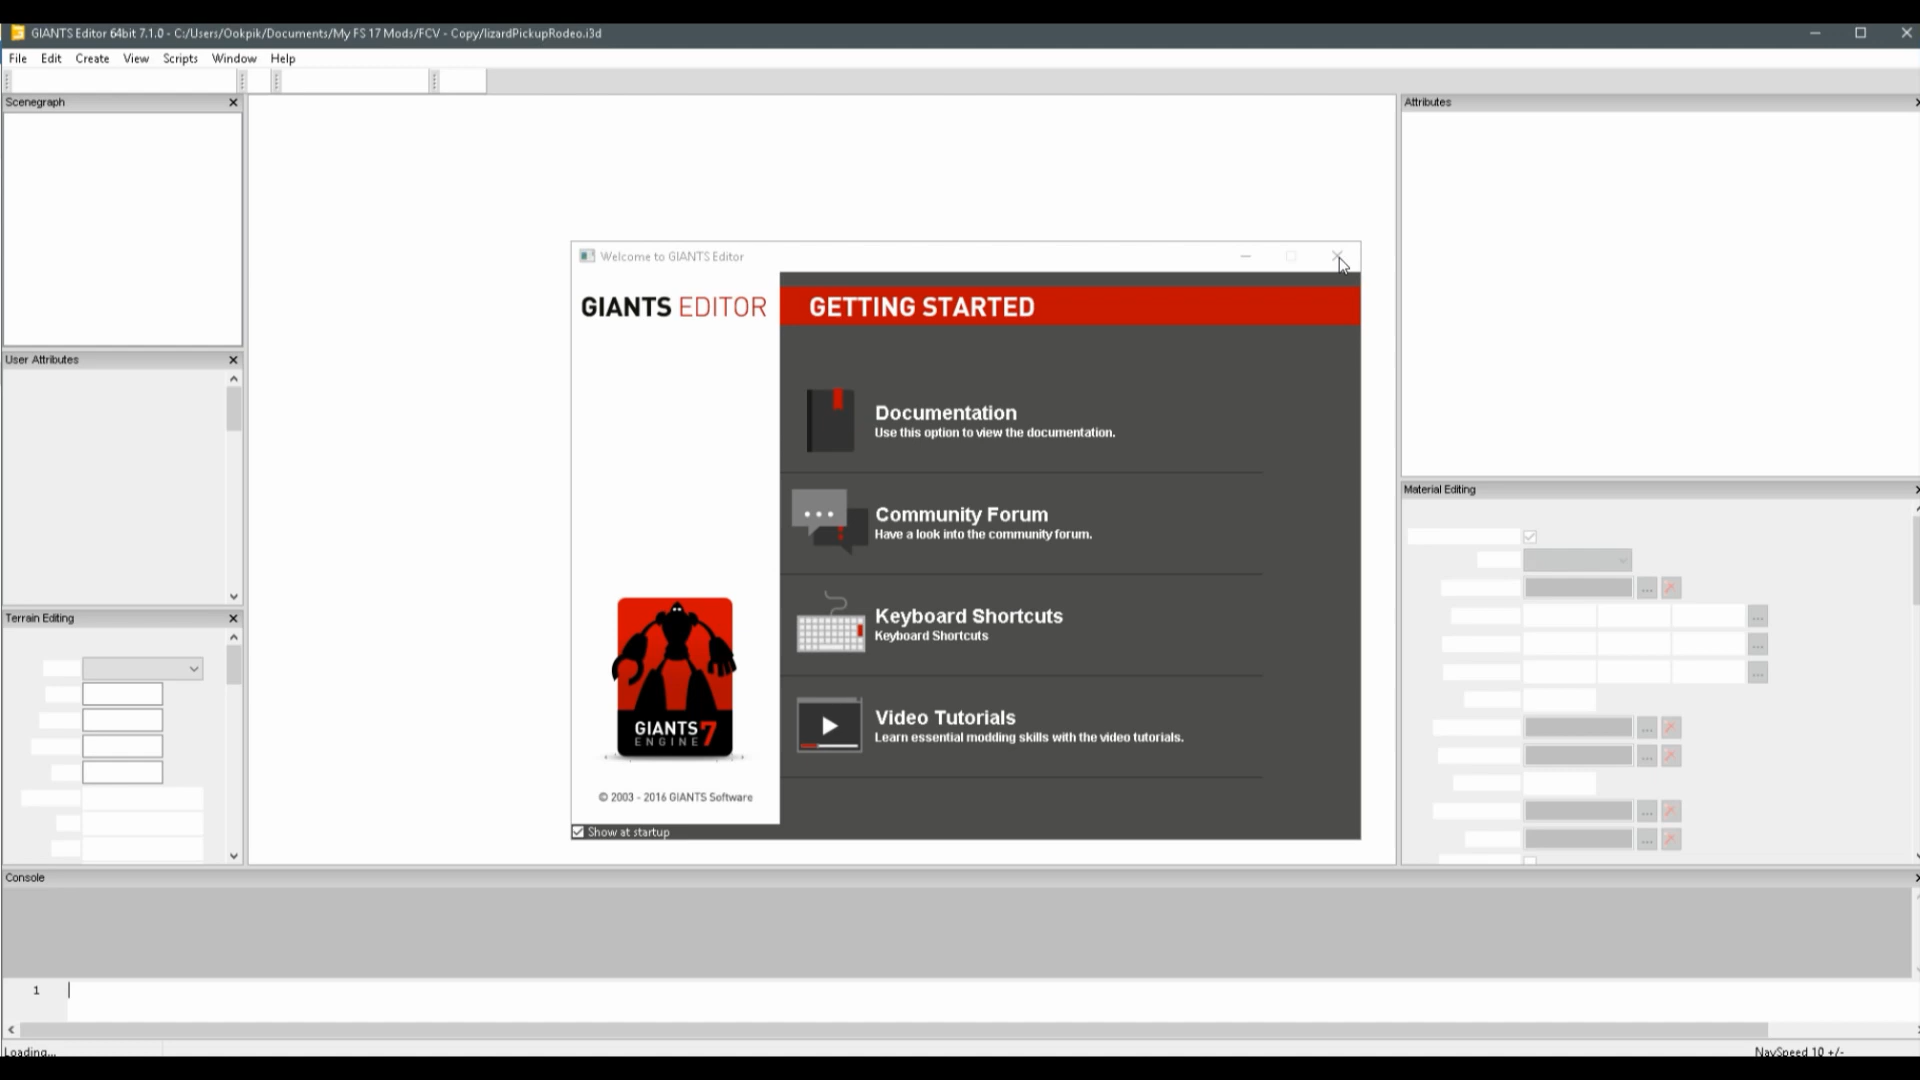 GIANTS Editor 64bit 7.1.0 - C:/Users/Ookpik/Documents/My FS 17 Mods/FCV - Copy/lizardPickupRodeo.i3d
File Edit Create View Scripts Window Help
Scenegraph
Attributes
Welcome to GIANTS Editor
GIANTS EDITOR
GETTING STARTED
User Attributes
Documentation
Use this option to view the documentation.
Material Editing
Community Forum
Have a look into the community forum.
Terrain Editing
Keyboard Shortcuts
Keyboard Shortcuts
Video Tutorials
Learn essential modding skills with the video tutorials.
GIANTS 7
ENGINE
© 2003 - 2016 GIANTS Software
Show at startup
Console
1
Loading...
NavSpeed 10 +/-